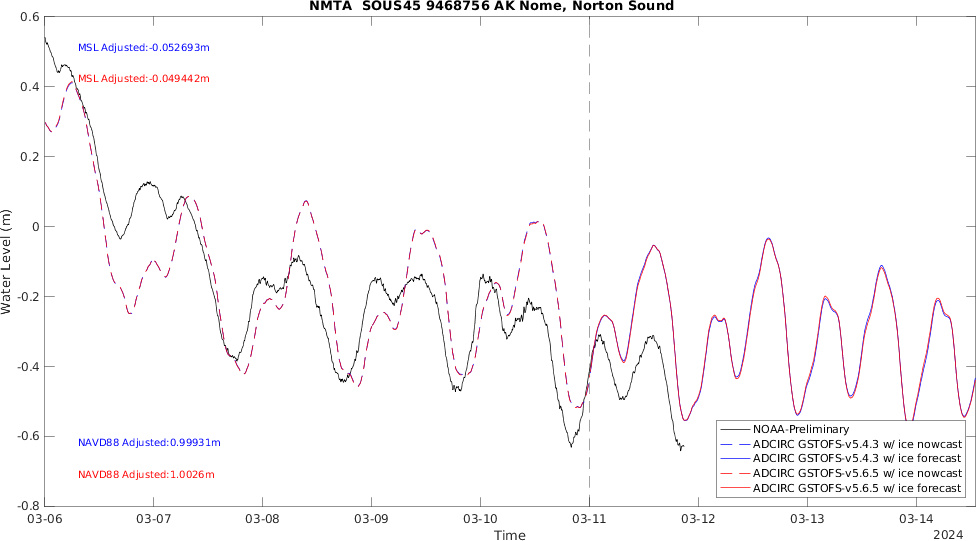 NMTA  SOUS45 9468756 AK Nome, Norton Sound
0.6
MSL Adjusted:-0.052693m
MSL Adjusted:-0.049442m
0.4
0.2
0
Water Level (m)
-0.2
-0.4
NAVD88 Adjusted:0.99931m
-0.6
NAVD88 Adjusted:1.0026m
NOAA-Preliminary
ADCIRC GSTOFS-v5.4.3 w/ ice nowcast
ADCIRC GSTOFS-v5.4.3 w/ ice forecast
ADCIRC GSTOFS-v5.6.5 w/ ice nowcast
ADCIRC GSTOFS-v5.6.5 w/ ice forecast
-0.8
03-06 03-07 03-08 03-09 03-10 03-11 03-12 03-13 03-14
Time
2024